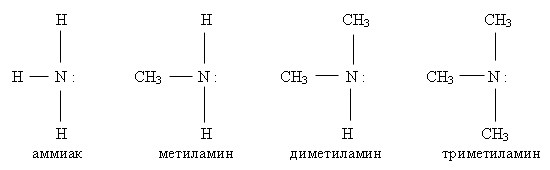 H H CH3 CH3
H — N : CH3 — N : CH3 — N : CH3 — N :
H H H CH3
аммиак метиламин диметиламин триметиламин